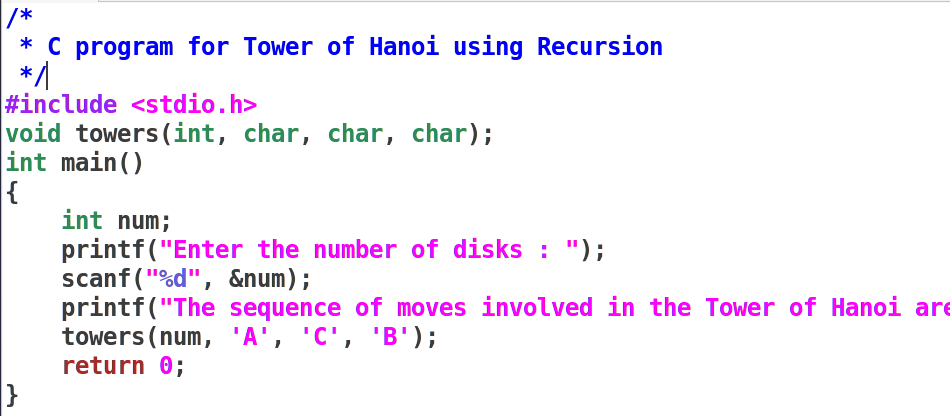 /*
 * C program for Tower of Hanoi using Recursion
 */
#include <stdio.h>
void towers(int, char, char, char);
int main()
{
    int num;
    printf("Enter the number of disks : ");
    scanf("%d", &num);
    printf("The sequence of moves involved in the Tower of Hanoi are
    towers(num, 'A', 'C', 'B');
    return 0;
}